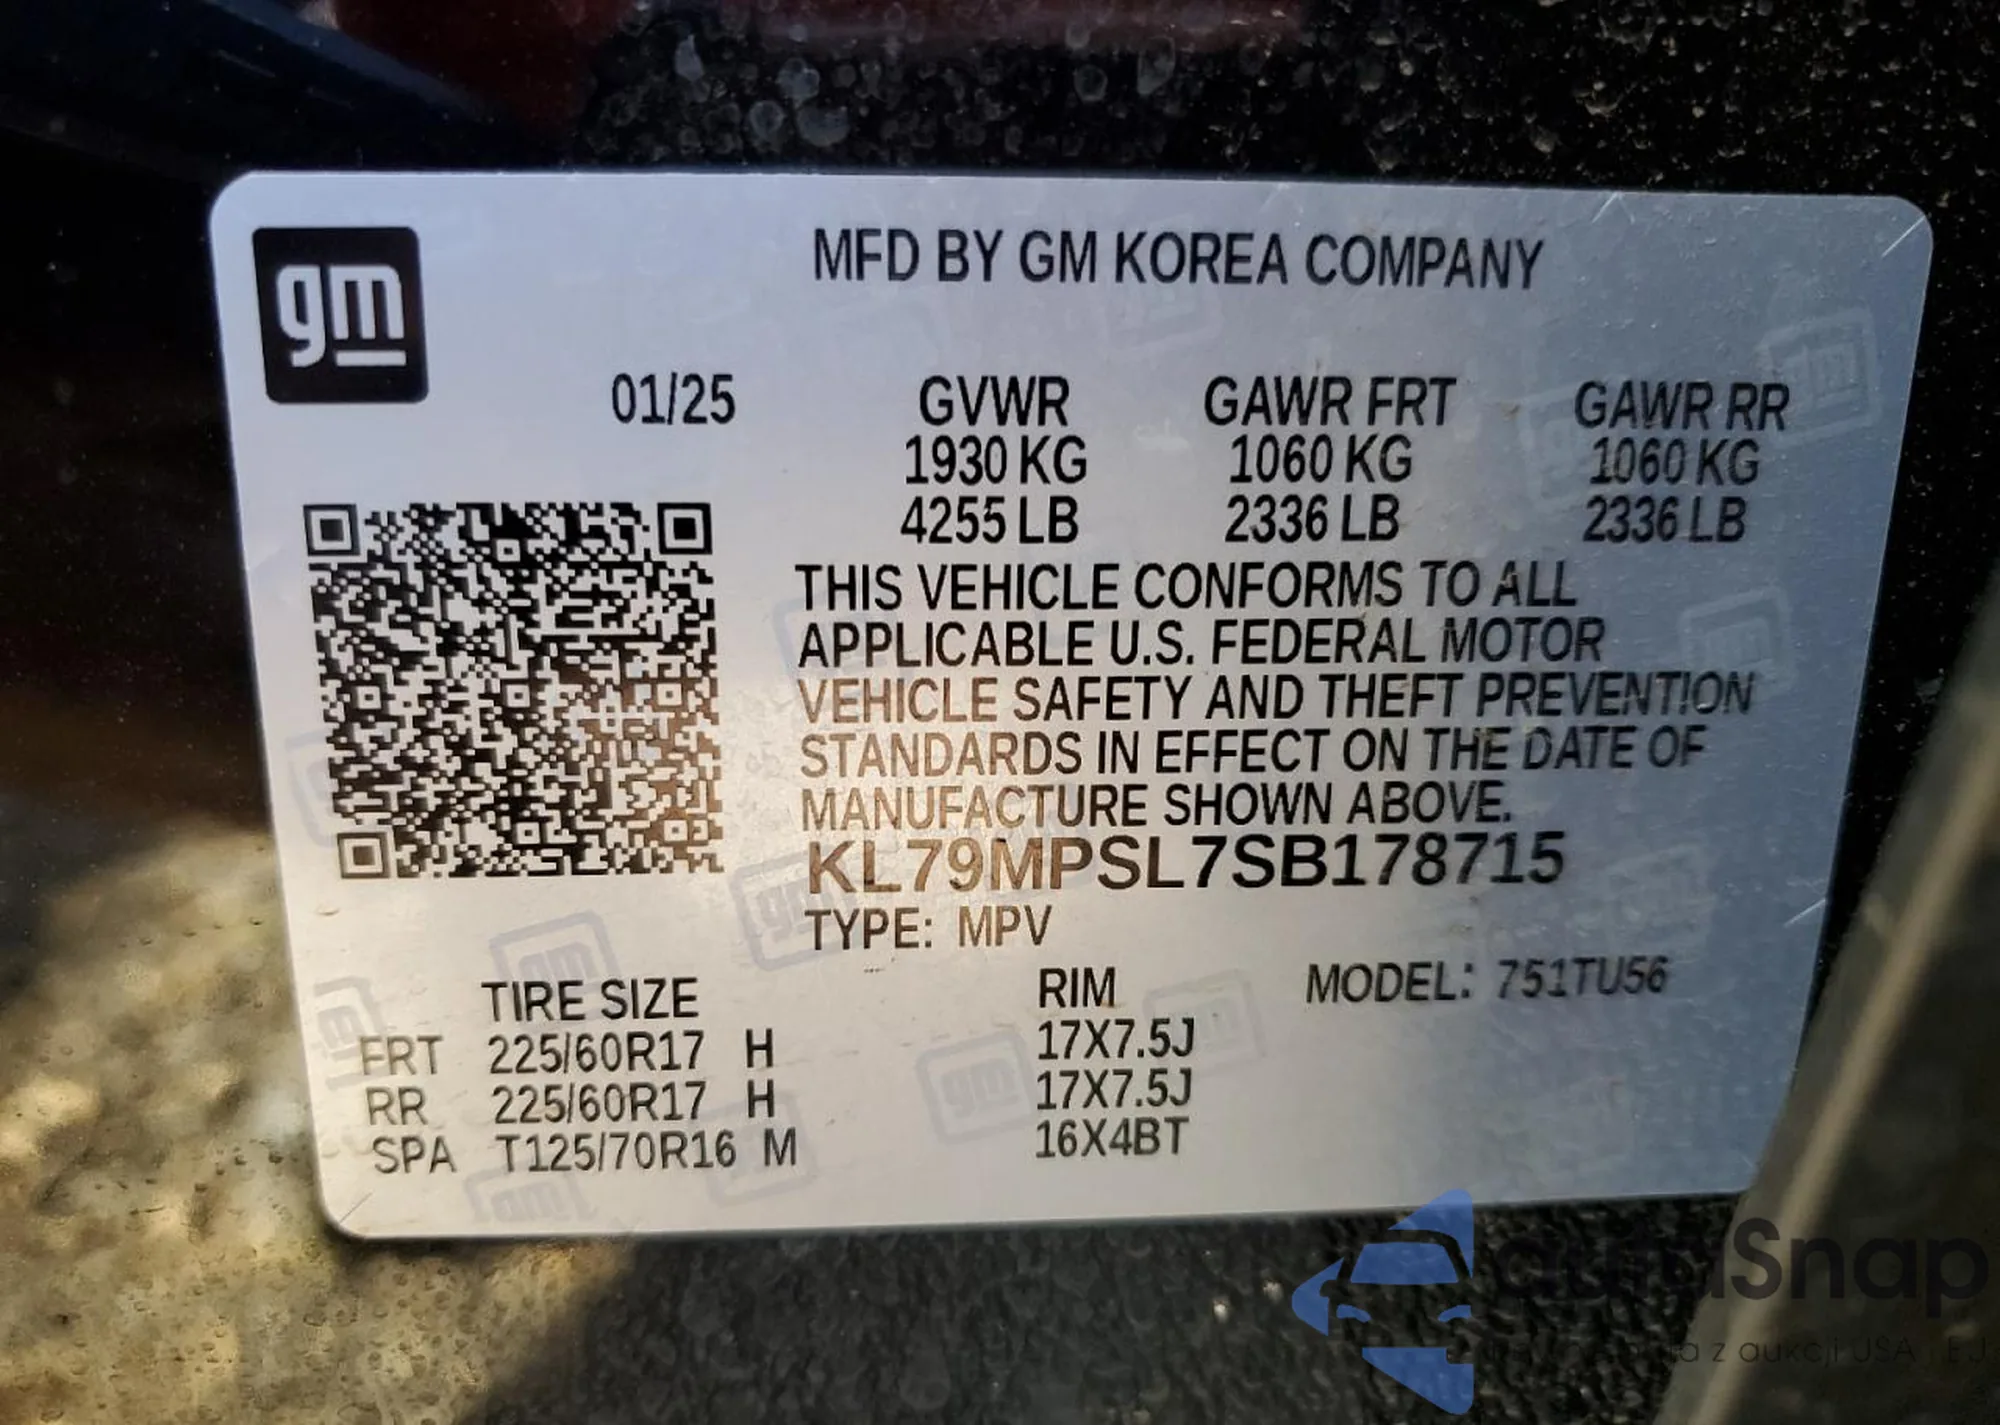 gm
MFD BY GM KOREA COMPANY
01/25 GVWR GAWR FRT GAWR RR
1930 KG 1060 KG 1060 KG
4255 LB 2336 LB 2336 LB
THIS VEHICLE CONFORMS TO ALL
APPLICABLE U.S. FEDERAL MOTOR
VEHICLE SAFETY AND THEFT PREVENTION
STANDARDS IN EFFECT ON THE DATE OF
MANUFACTURE SHOWN ABOVE.
KL79MPSL7SB178715
TYPE: MPV
TIRE SIZE RIM MODEL: 751TU56
FRT 225/60R17 H 17X7.5J
RR 225/60R17 H 17X7.5J
SPA T125/70R16 M 16X4BT
autoSnap
z aukcji USA